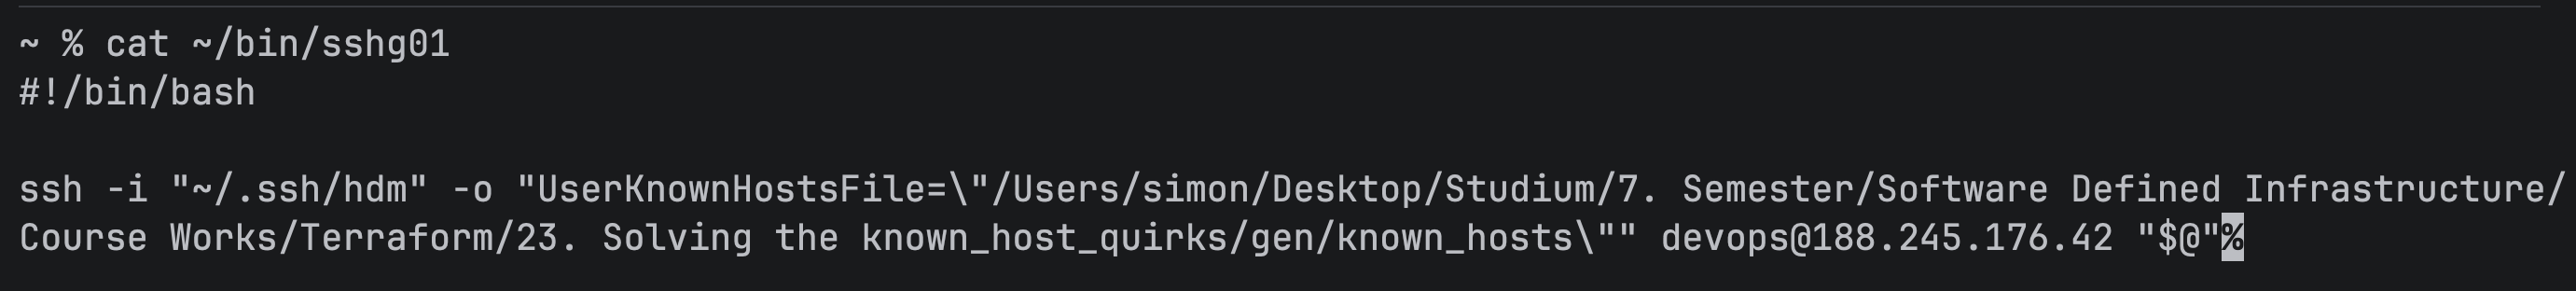 ~ % cat ~/bin/sshg01
#!/bin/bash

ssh -i "~/.ssh/hdm" -o "UserKnownHostsFile=\"/Users/simon/Desktop/Studium/7. Semester/Software Defined Infrastructure/
Course Works/Terraform/23. Solving the known_host_quirks/gen/known_hosts\"" devops@188.245.176.42 "$@"%